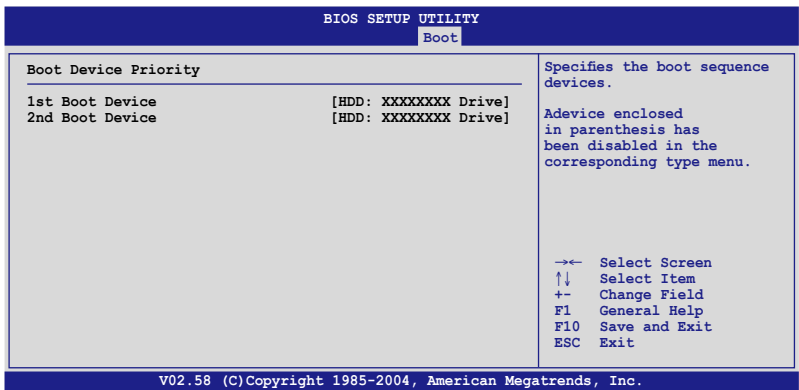 BIOS SETUP UTILITY
Boot
Boot Device Priority
1st Boot Device [HDD: XXXXXXXX Drive]
2nd Boot Device [HDD: XXXXXXXX Drive]
Specifies the boot sequence
devices.
Adevice enclosed
in parenthesis has
been disabled in the
corresponding type menu.
→← Select Screen
↑↓ Select Item
+- Change Field
F1 General Help
F10 Save and Exit
ESC Exit
V02.58 (C)Copyright 1985-2004, American Megatrends, Inc.